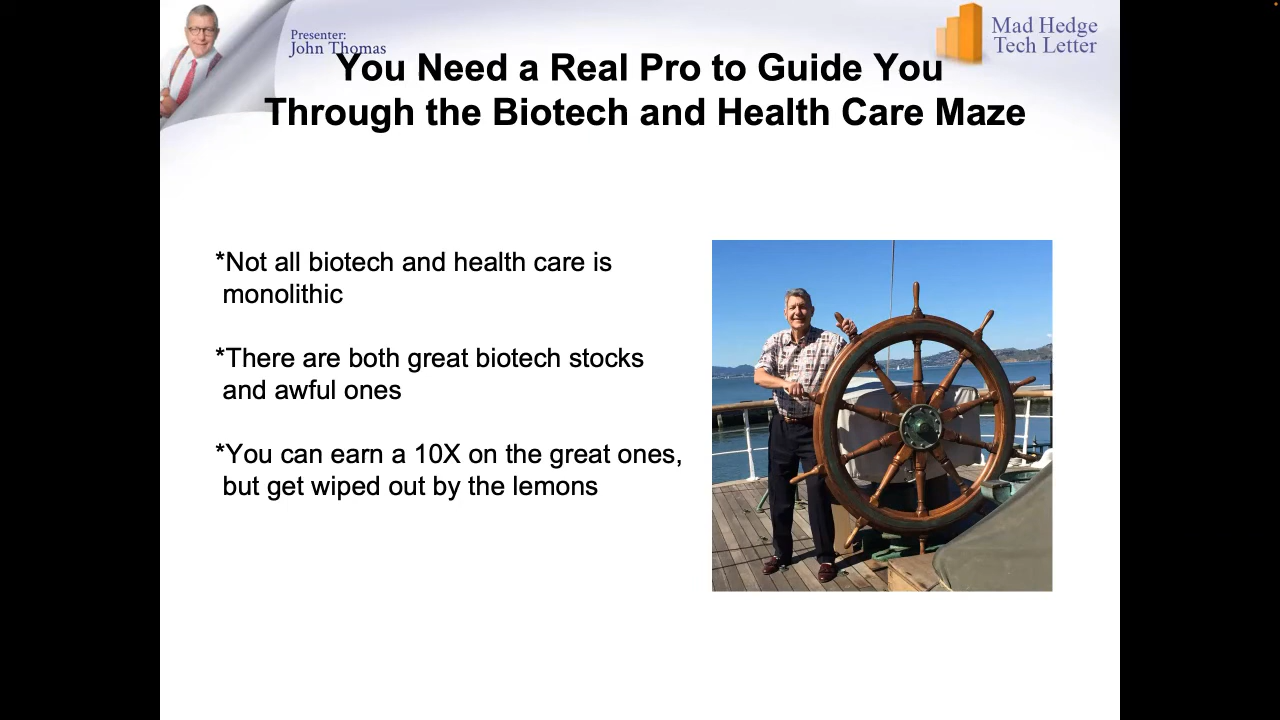 Presenter:
John Thomas
Mad Hedge
Tech Letter
You Need a Real Pro to Guide You
Through the Biotech and Health Care Maze
*Not all biotech and health care is
monolithic
*There are both great biotech stocks
and awful ones
*You can earn a 10X on the great ones,
but get wiped out by the lemons